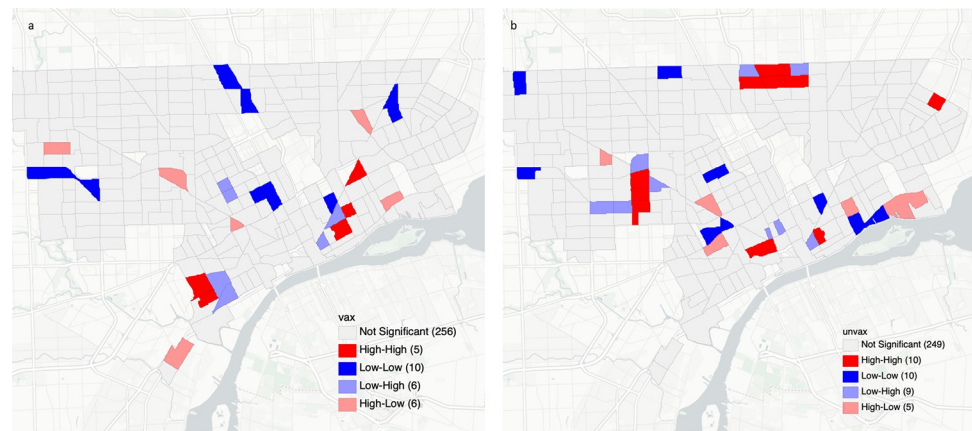 a
b
vax
Not Significant (256)
High-High (5)
Low-Low (10)
Low-High (6)
High-Low (6)
unvax
Not Significant (249)
High-High (10)
Low-Low (10)
Low-High (9)
High-Low (5)